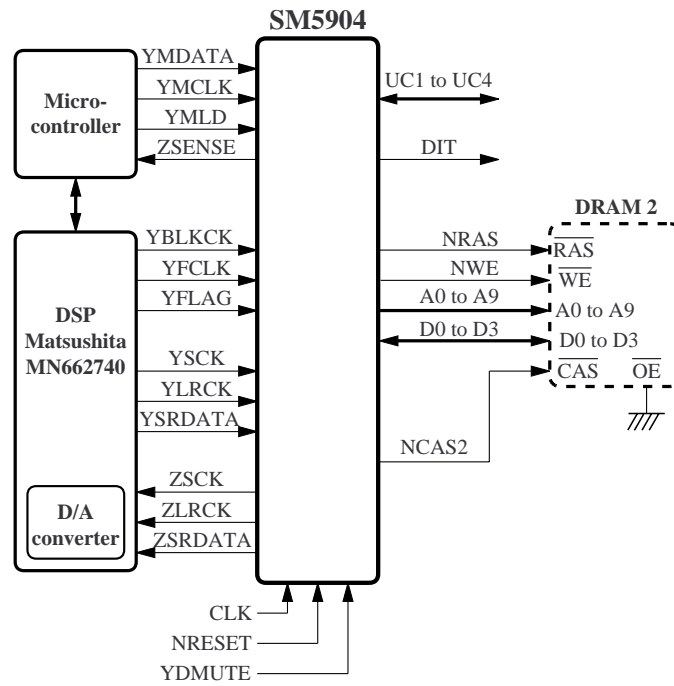 SM5904
YMDATA
YMCLK
YMLD
ZSENSE
Micro-
controller
UC1 to UC4
DIT
DRAM 2
YBLKCK
YFCLK
YFLAG
DSP
Matsushita
MN662740
YSCK
YLRCK
YSRDATA
ZSCK
ZLRCK
ZSRDATA
D/A
converter
NRAS
NWE
A0 to A9
D0 to D3
NCAS2
RAS
WE
A0 to A9
D0 to D3
CAS OE
CLK
NRESET
YDMUTE